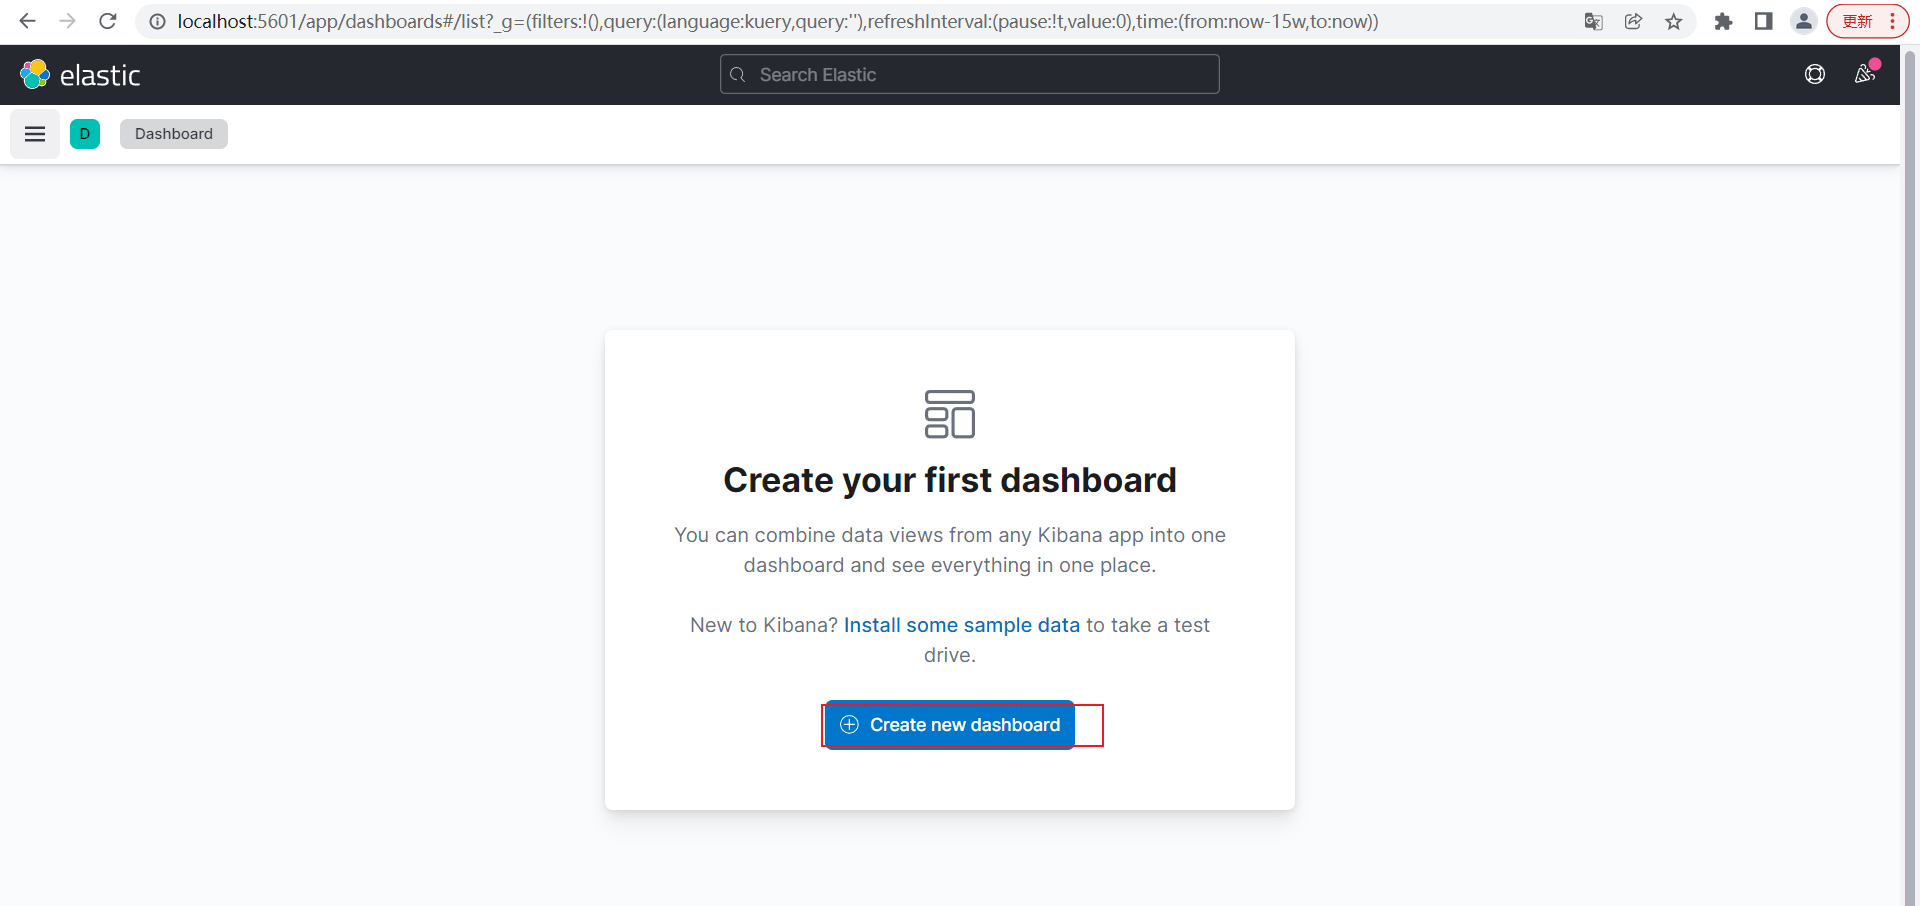 localhost:5601/app/dashboards#/list?_g=(filters:!(),query:(language:kuery,query:''),refreshInterval:(pause:!t,value:0),time:(from:now-15w,to:now))
更新
elastic
Search Elastic
D
Dashboard
Create your first dashboard
You can combine data views from any Kibana app into one
dashboard and see everything in one place.
New to Kibana? Install some sample data to take a test
drive.
Create new dashboard